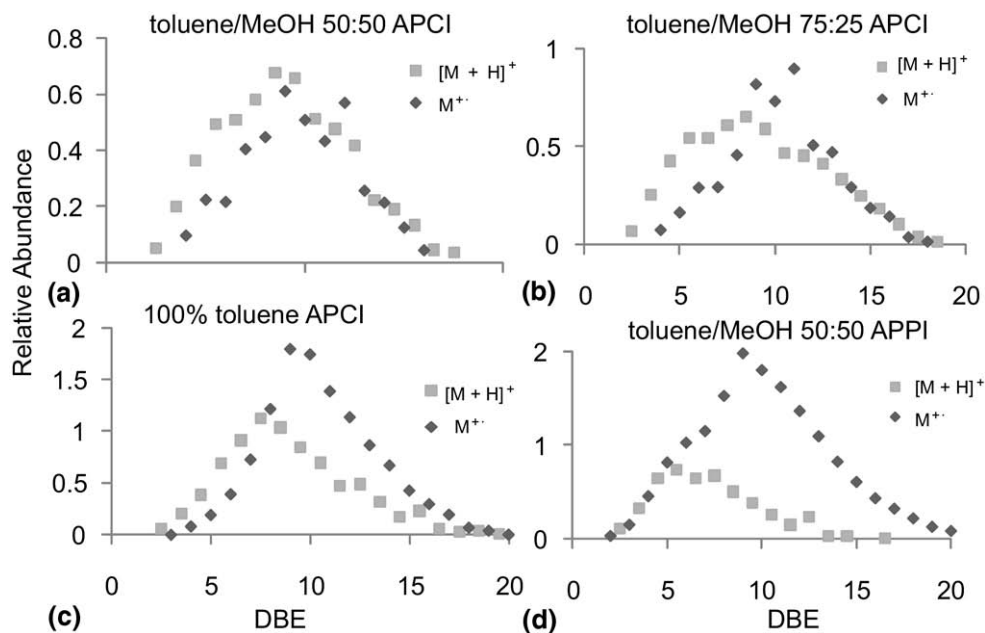 toluene/MeOH 50:50 APCI
0.8
0.6
0.4
0.2
0
[M + H]+
M+·
(a)
toluene/MeOH 75:25 APCI
1
0.5
0
[M + H]+
M+·
0 5 10 15 20
(b)
Relative Abundance
100% toluene APCI
2
1.5
1
0.5
0
[M + H]+
M+·
0 5 10 15 20
(c)
DBE
toluene/MeOH 50:50 APPI
2
1
0
[M + H]+
M+·
0 5 10 15 20
(d)
DBE